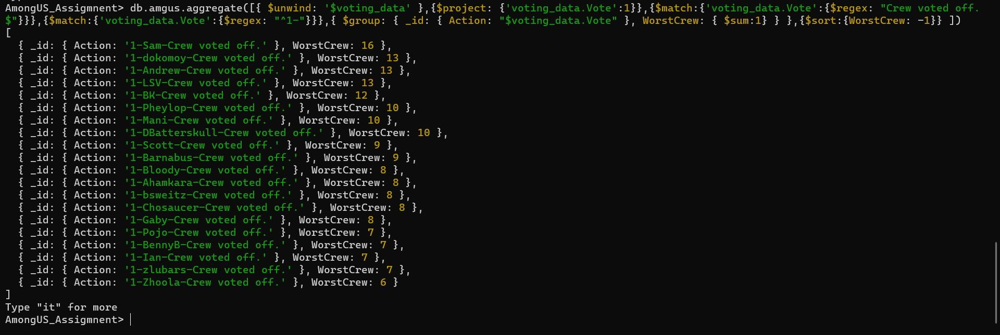 AmongUS_Assigmnent> db.amgus.aggregate([{ $unwind: '$voting_data' },{$project: {'voting_data.Vote':1}},{$match:{'voting_data.Vote':{$regex: "Crew voted off.
$"}}},{$match:{'voting_data.Vote':{$regex: "^1-"}}},{ $group: { _id: { Action: "$voting_data.Vote" }, WorstCrew: { $sum:1} } },{$sort:{WorstCrew: -1}} ])
[
  { _id: { Action: '1-Sam-Crew voted off.' }, WorstCrew: 16 },
  { _id: { Action: '1-dokomoy-Crew voted off.' }, WorstCrew: 13 },
  { _id: { Action: '1-Andrew-Crew voted off.' }, WorstCrew: 13 },
  { _id: { Action: '1-LSV-Crew voted off.' }, WorstCrew: 13 },
  { _id: { Action: '1-BK-Crew voted off.' }, WorstCrew: 12 },
  { _id: { Action: '1-Pheylop-Crew voted off.' }, WorstCrew: 10 },
  { _id: { Action: '1-Mani-Crew voted off.' }, WorstCrew: 10 },
  { _id: { Action: '1-DBatterskull-Crew voted off.' }, WorstCrew: 10 },
  { _id: { Action: '1-Scott-Crew voted off.' }, WorstCrew: 9 },
  { _id: { Action: '1-Barnabus-Crew voted off.' }, WorstCrew: 9 },
  { _id: { Action: '1-Bloody-Crew voted off.' }, WorstCrew: 8 },
  { _id: { Action: '1-Ahamkara-Crew voted off.' }, WorstCrew: 8 },
  { _id: { Action: '1-bsweitz-Crew voted off.' }, WorstCrew: 8 },
  { _id: { Action: '1-Chosaucer-Crew voted off.' }, WorstCrew: 8 },
  { _id: { Action: '1-Gaby-Crew voted off.' }, WorstCrew: 8 },
  { _id: { Action: '1-Pojo-Crew voted off.' }, WorstCrew: 7 },
  { _id: { Action: '1-BennyB-Crew voted off.' }, WorstCrew: 7 },
  { _id: { Action: '1-Ian-Crew voted off.' }, WorstCrew: 7 },
  { _id: { Action: '1-zlubars-Crew voted off.' }, WorstCrew: 7 },
  { _id: { Action: '1-Zhoola-Crew voted off.' }, WorstCrew: 6 }
]
Type "it" for more
AmongUS_Assigmnent>